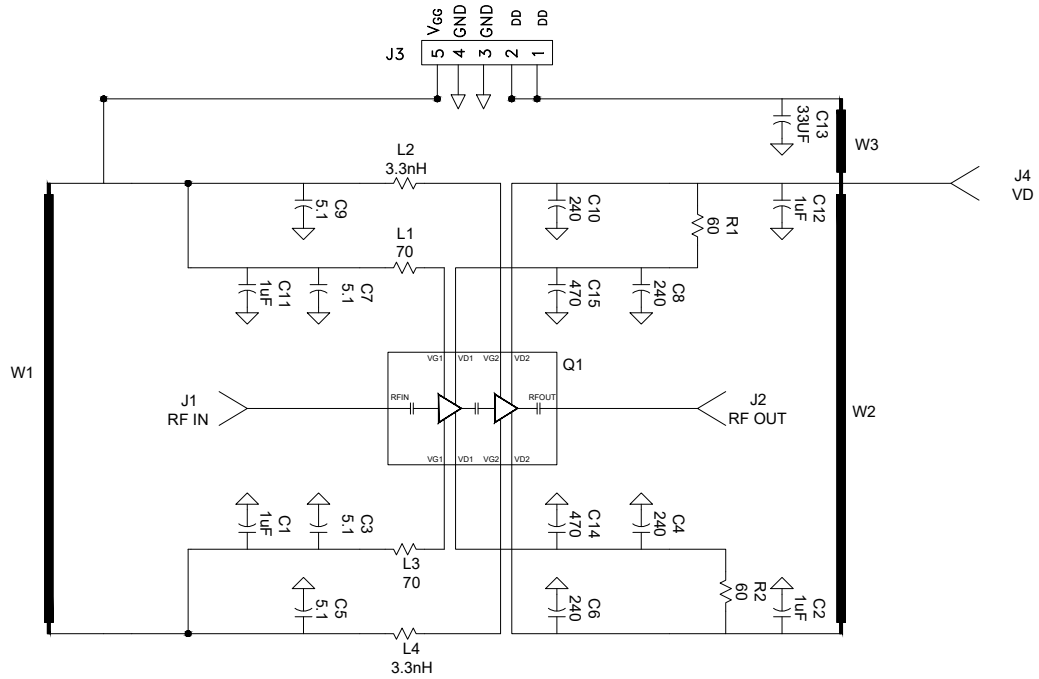 VGG
GND
GND
DD
DD
J3
5
4
3
2
1
C13
33UF
W3
L2
3.3nH
J4
VD
C9
5.1
C10
240
R1
60
C12
1uF
L1
70
C11
1uF
C7
5.1
C15
470
C8
240
W1
VG1
VD1
VG2
VD2
Q1
J1
RF IN
RFIN
RFOUT
J2
RF OUT
W2
VG1
VD1
VG2
VD2
C1
1uF
C3
5.1
C14
470
C4
240
L3
70
C5
5.1
C6
240
R2
60
C2
1uF
L4
3.3nH